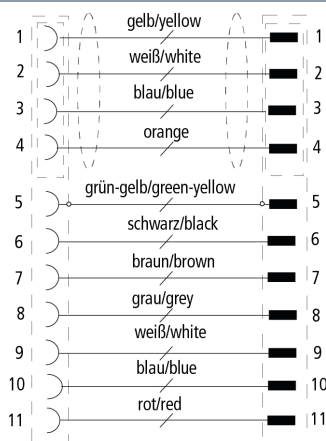 gelb/yellow
1 1
weiß/white
2 2
blau/blue
3 3
orange
4 4
grün-gelb/green-yellow
5 5
schwarz/black
6 6
braun/brown
7 7
grau/grey
8 8
weiß/white
9 9
blau/blue
10 10
rot/red
11 11